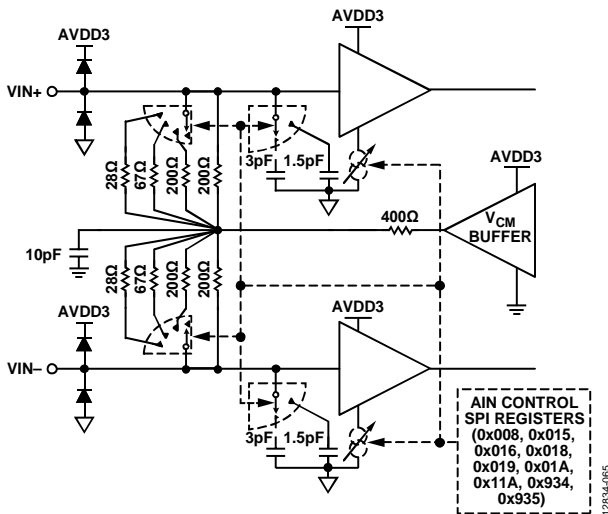 AVDD3
AVDD3
VIN+
3pF 1.5pF
28Ω
67Ω
200Ω
200Ω
AVDD3
400Ω
VCM
BUFFER
10pF
28Ω
67Ω
200Ω
200Ω
AVDD3
AVDD3
VIN–
3pF 1.5pF
AIN CONTROL
SPI REGISTERS
(0x008, 0x015,
0x016, 0x018,
0x019, 0x01A,
0x11A, 0x934,
0x935)
12834-065